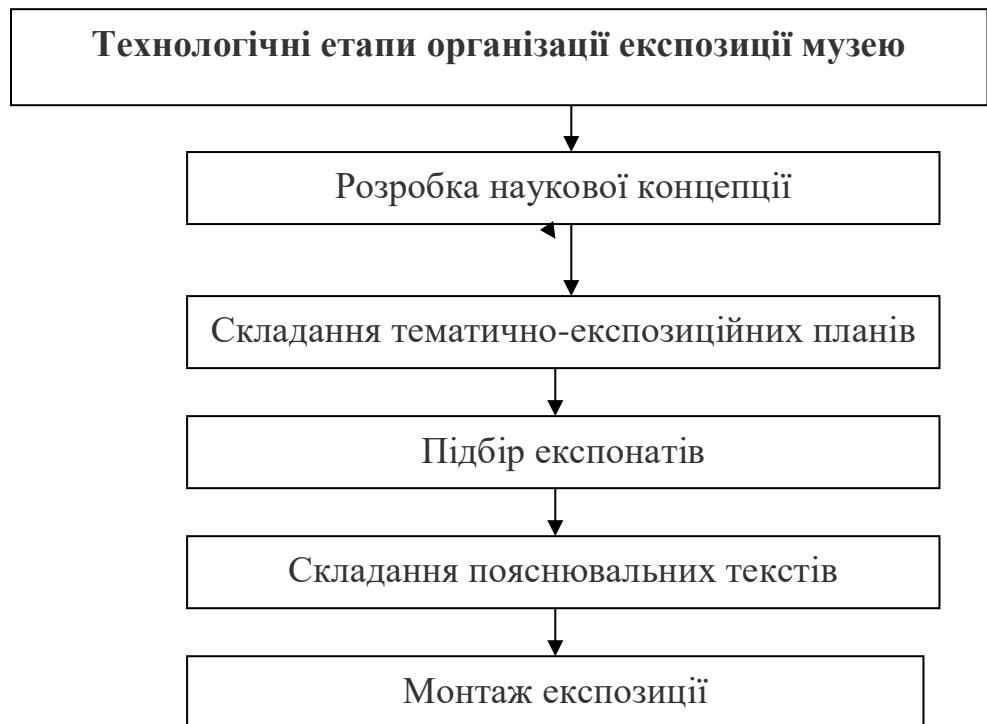 Технологічні етапи організації експозиції музею
Розробка наукової концепції
Складання тематично-експозиційних планів
Підбір експонатів
Складання пояснювальних текстів
Монтаж експозиції